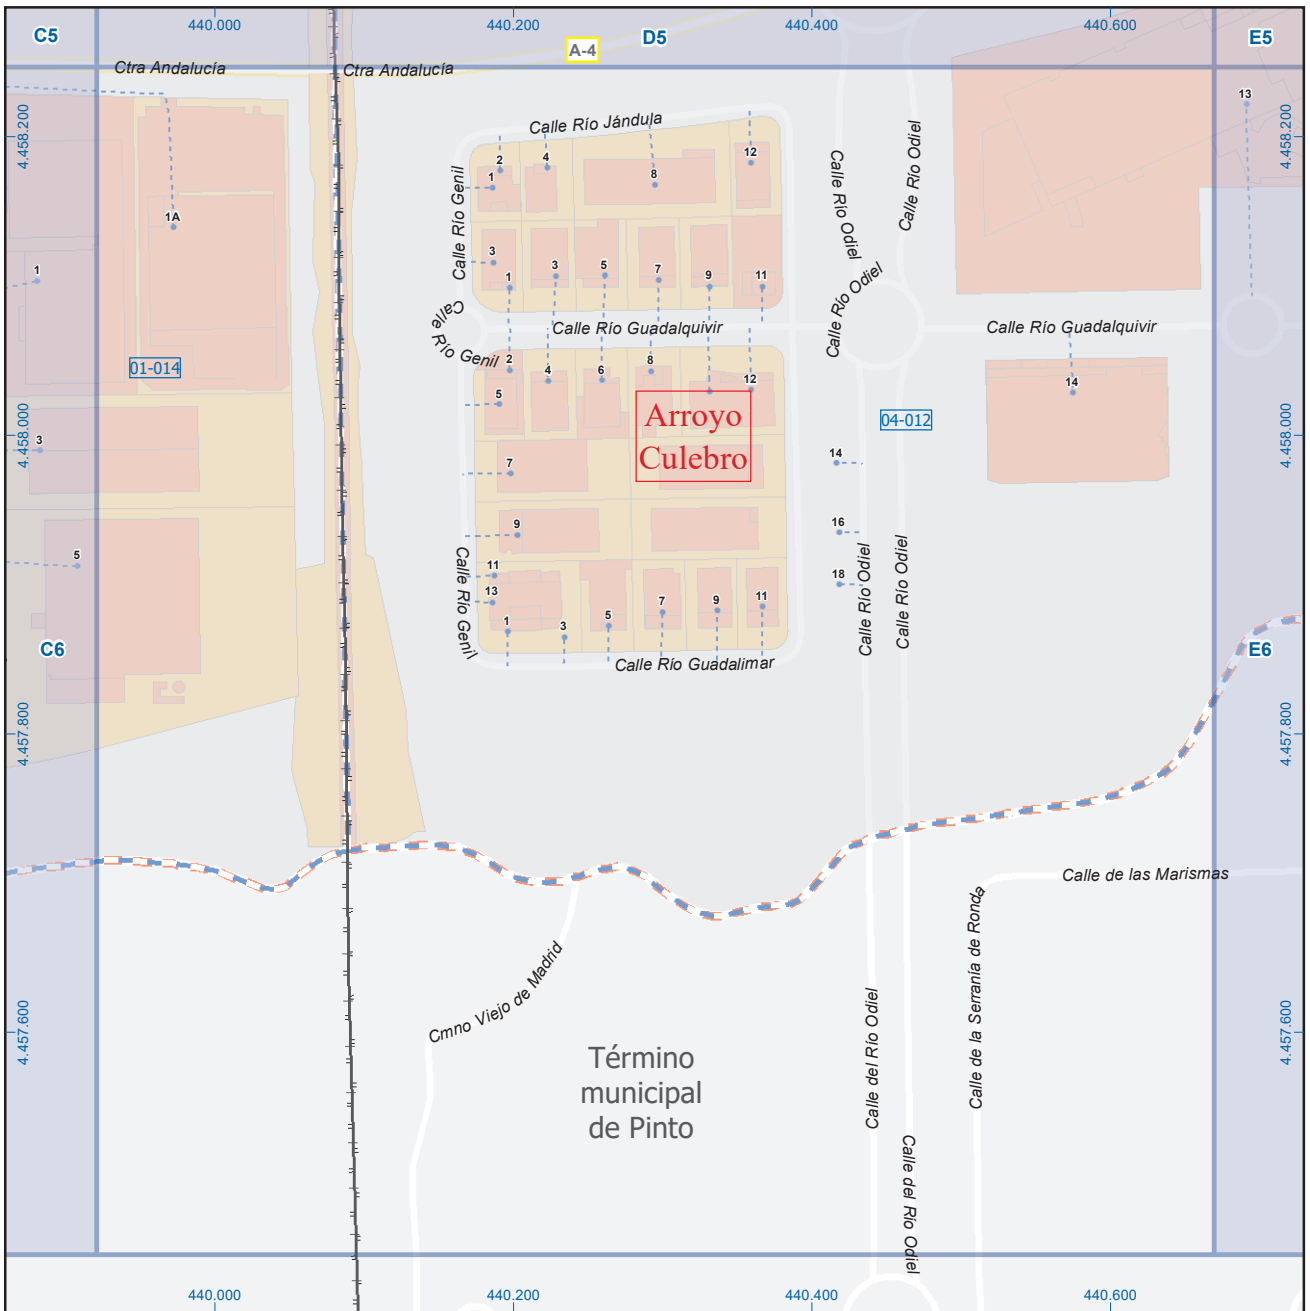 440.000
440.200
440.400
440.600
C5
D5
E5
A-4
Ctra Andalucía
Ctra Andalucía
4.458.200
4.458.200
13
Calle Río Jándula
2
4
8
12
1
1A
Calle Río Genil
Calle Río Odiel
Calle Río Odiel
3
1
3
5
7
9
11
1
Calle Río Odiel
Calle
Río Genil
Calle Río Guadalquivir
Calle Río Guadalquivir
01-014
2
4
6
8
12
14
5
Arroyo
Culebro
04-012
4.458.000
4.458.000
3
7
14
9
16
5
11
18
13
Calle Río Genil
Calle Río Odiel
Calle Río Odiel
1
3
5
7
9
11
C6
E6
Calle Río Guadalimar
4.457.800
4.457.800
Calle de las Marismas
Cmno Viejo de Madrid
Calle de la Serranía de Ronda
Calle del Río Odiel
4.457.600
4.457.600
Término
municipal
de Pinto
Calle del Río Odiel
440.000
440.200
440.400
440.600